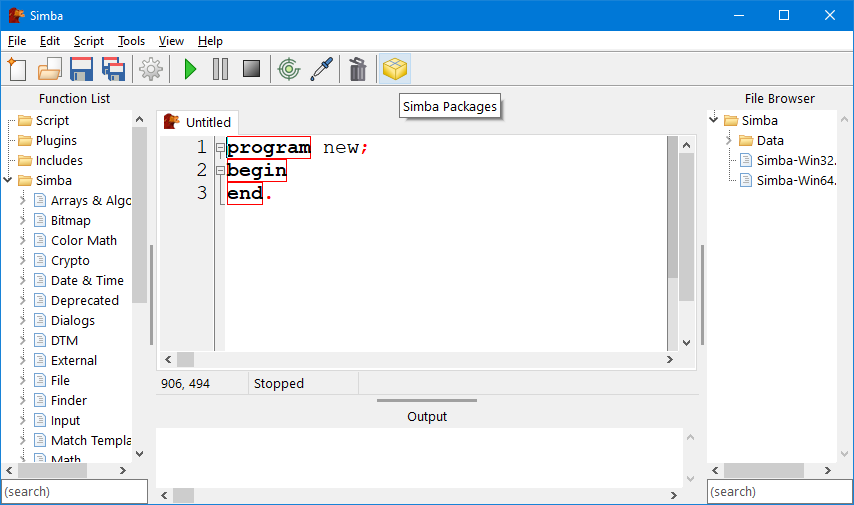 Simba
File Edit Script Tools View Help
Simba Packages
Function List
Script
Plugins
Includes
Simba
Arrays & Algo
Bitmap
Color Math
Crypto
Date & Time
Deprecated
Dialogs
DTM
External
File
Finder
Input
Match Templa
Math
(search)
Untitled
1 program new;
2 begin
3 end.
906, 494 Stopped
Output
File Browser
Simba
Data
Simba-Win32.
Simba-Win64.
(search)